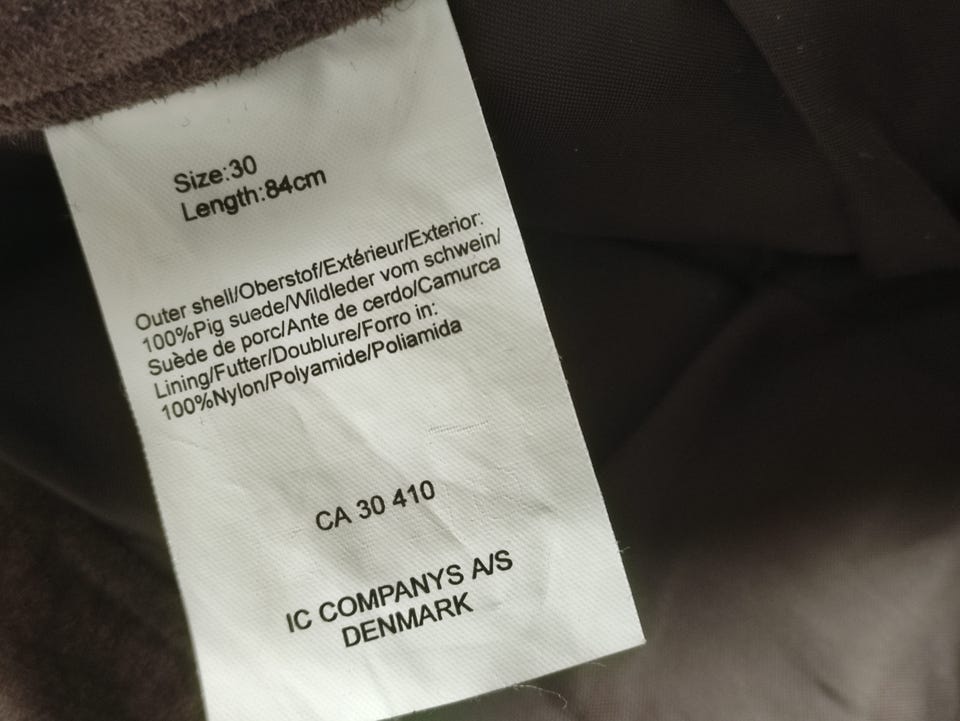 Size:30
Length:84cm
Outer shell/Oberstof/Extérieur/Exterior:
100%Pig suede/Wildleder vom schwein/
Suède de porc/Ante de cerdo/Camurca
Lining/Futter/Doublure/Forro in:
100%Nylon/Polyamide/Poliamida
CA 30 410
IC COMPANYS A/S
DENMARK